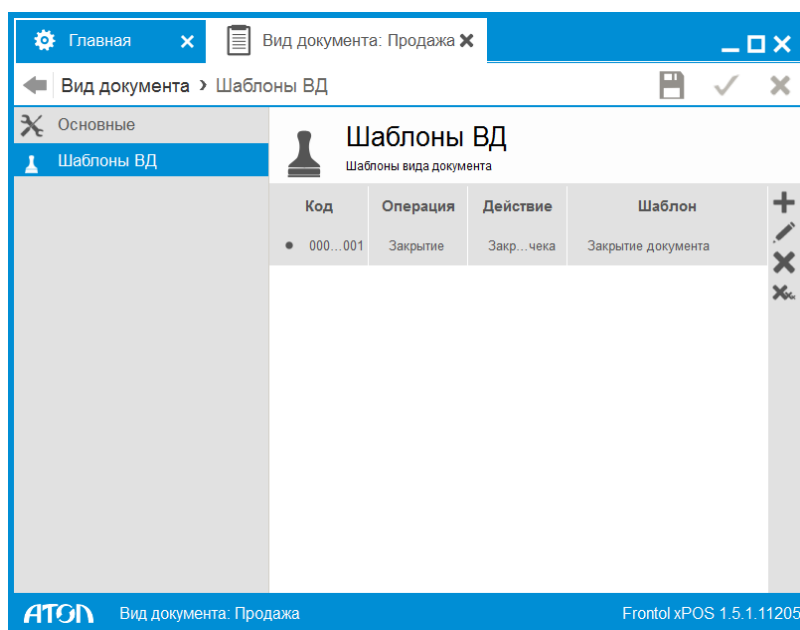 Главная
Вид документа: Продажа
Вид документа › Шаблоны ВД
Основные
Шаблоны ВД
Шаблоны ВД
Шаблоны вида документа
Код Операция Действие Шаблон
000...001 Закрытие Закр...чека Закрытие документа
ATOL Вид документа: Продажа Frontol xPOS 1.5.1.11205